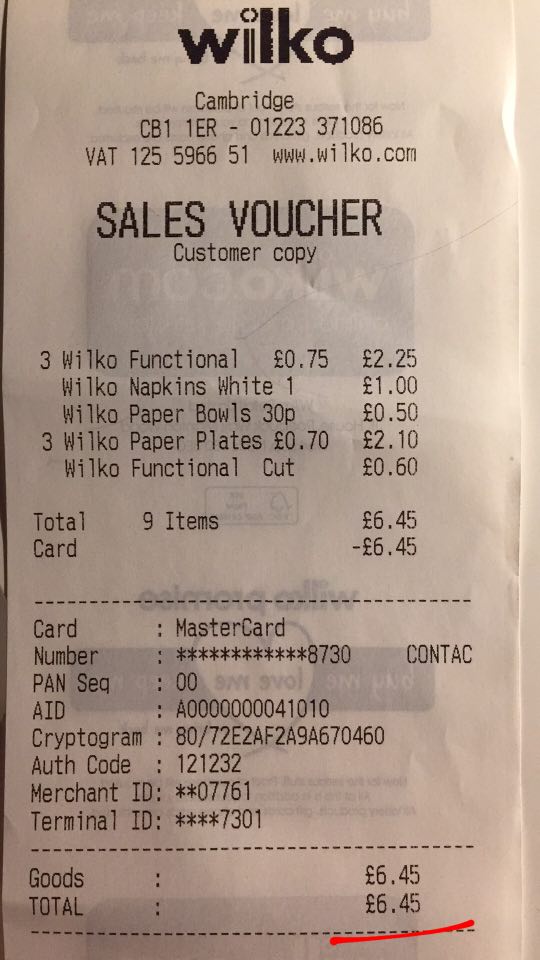 wilko
Cambridge
CB1 1ER - 01223 371086
VAT 125 5966 51 www.wilko.com
SALES VOUCHER
Customer copy
3 Wilko Functional £0.75 £2.25
Wilko Napkins White 1 £1.00
Wilko Paper Bowls 30p £0.50
3 Wilko Paper Plates £0.70 £2.10
Wilko Functional Cut £0.60
Total 9 Items £6.45
Card -£6.45
Card : MasterCard
Number : ************8730 CONTAC
PAN Seq : 00
AID : A0000000041010
Cryptogram : 80/72E2AF2A9A670460
Auth Code : 121232
Merchant ID: **07761
Terminal ID: ****7301
Goods : £6.45
TOTAL : £6.45